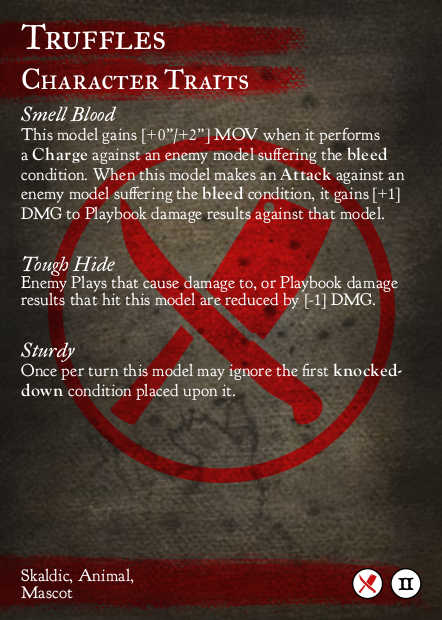 Truffles
Character Traits
Smell Blood
This model gains [+0”/+2”] MOV when it performs
a Charge against an enemy model suffering the bleed
condition. When this model makes an Attack against an
enemy model suffering the bleed condition, it gains [+1]
DMG to Playbook damage results against that model.
Tough Hide
Enemy Plays that cause damage to, or Playbook damage
results that hit this model are reduced by [-1] DMG.
Sturdy
Once per turn this model may ignore the first knocked-
down condition placed upon it.
Skaldic, Animal,
Mascot
II